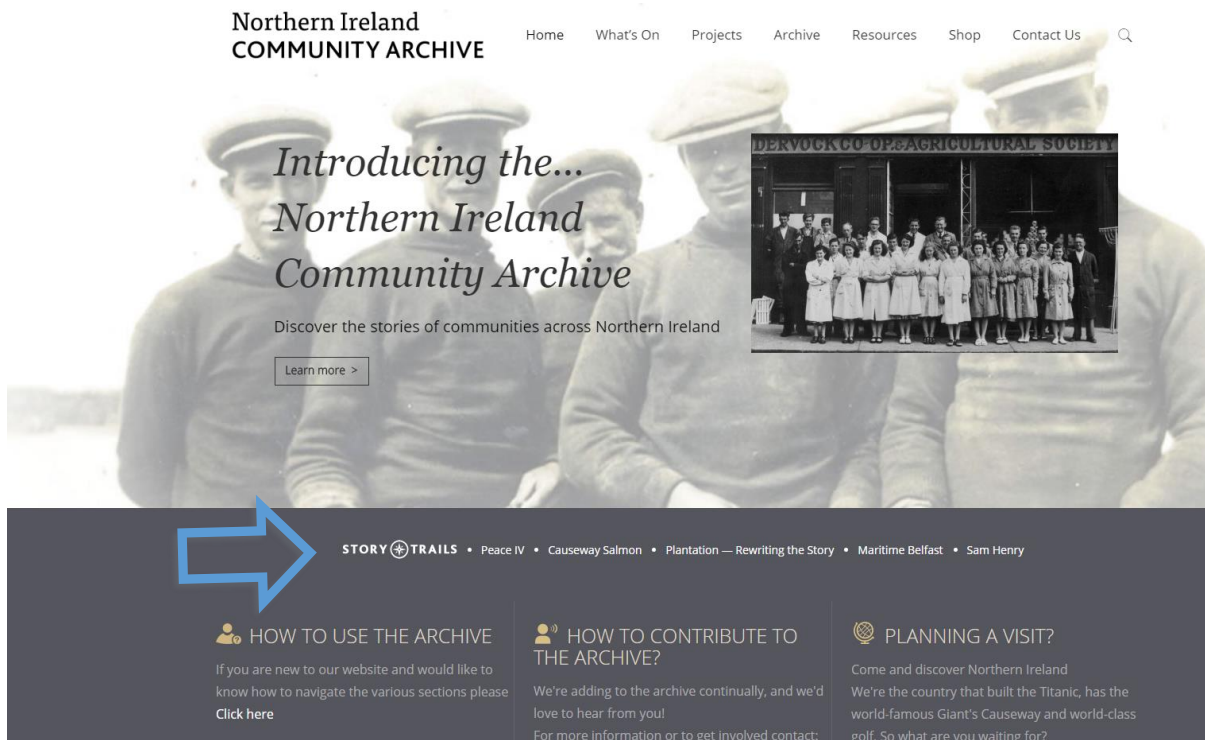 Northern Ireland
COMMUNITY ARCHIVE
Home What's On Projects Archive Resources Shop Contact Us
Introducing the...
Northern Ireland
Community Archive
Discover the stories of communities across Northern Ireland
Learn more >
DERVOCK CO-OP. & AGRICULTURAL SOCIETY
STORY TRAILS • Peace IV • Causeway Salmon • Plantation — Rewriting the Story • Maritime Belfast • Sam Henry
HOW TO USE THE ARCHIVE
If you are new to our website and would like to
know how to navigate the various sections please
Click here
HOW TO CONTRIBUTE TO
THE ARCHIVE?
We're adding to the archive continually, and we'd
love to hear from you!
For more information or to get involved contact:
PLANNING A VISIT?
Come and discover Northern Ireland
We're the country that built the Titanic, has the
world-famous Giant's Causeway and world-class
golf. So what are you waiting for?